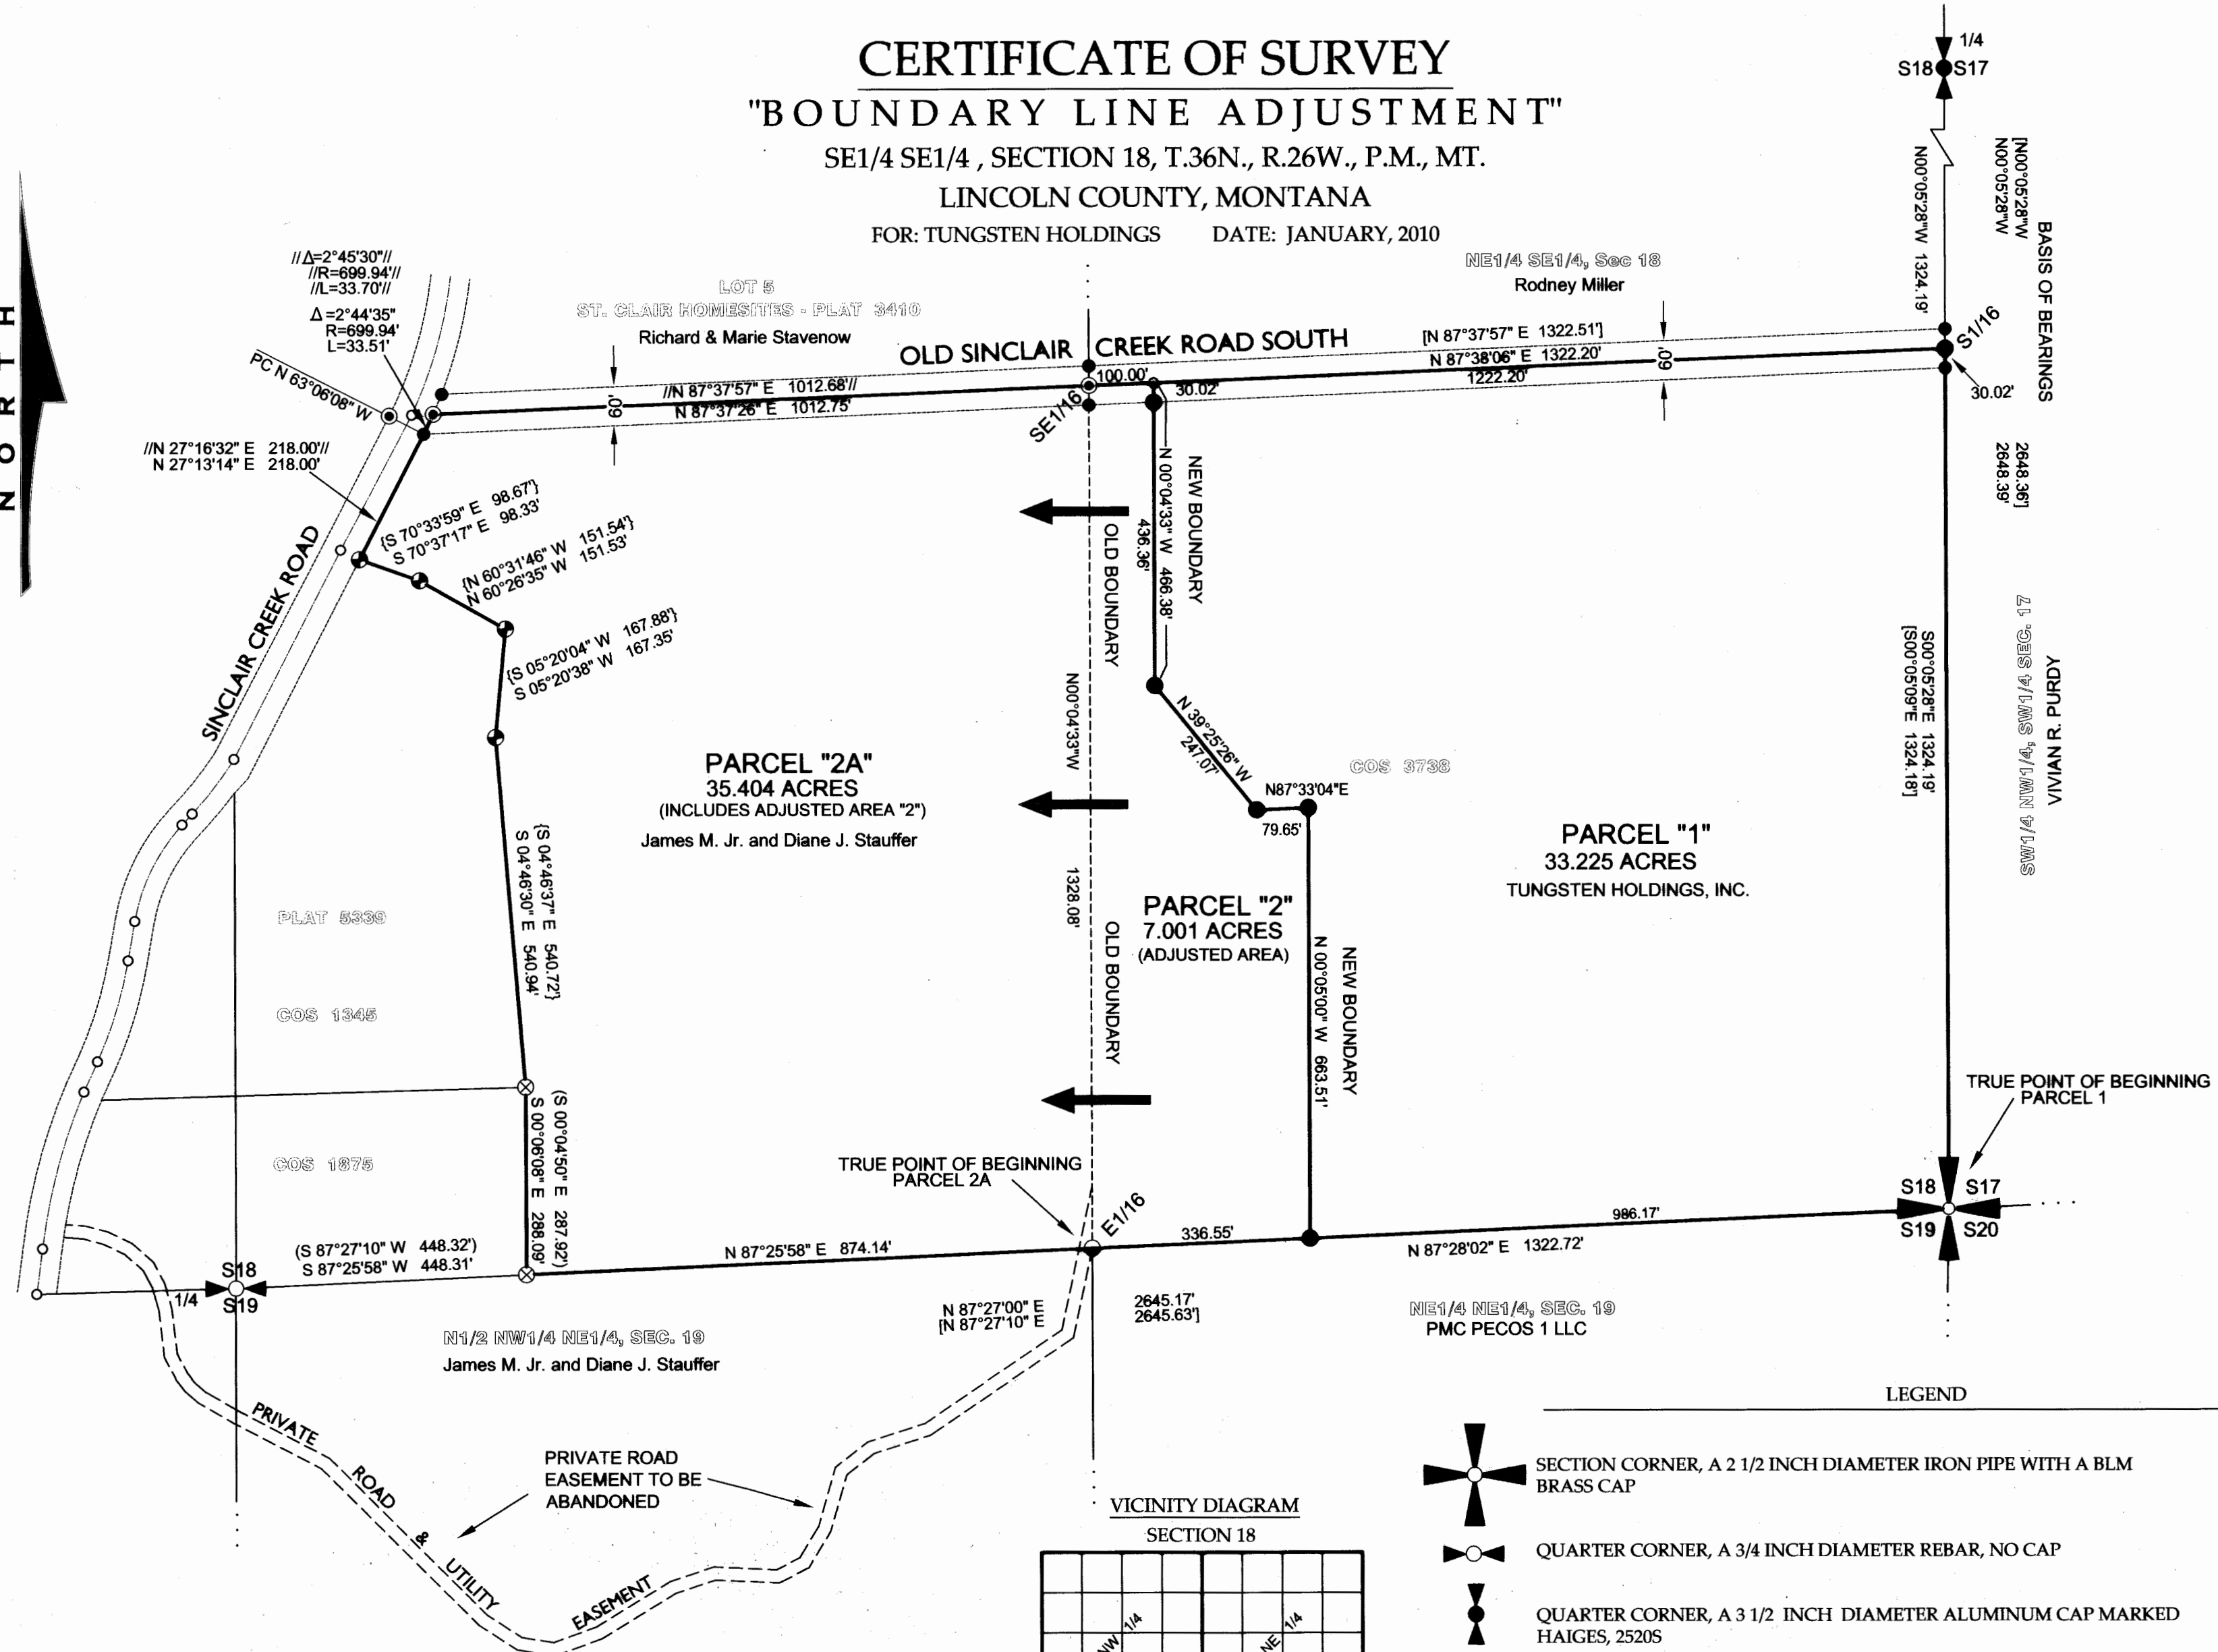 CERTIFICATE OF SURVEY
"BOUNDARY LINE ADJUSTMENT"
SE1/4 SE1/4 , SECTION 18, T.36N., R.26W., P.M., MT.
LINCOLN COUNTY, MONTANA
FOR: TUNGSTEN HOLDINGS DATE: JANUARY, 2010
NORTH
1/4
S18 S17
N00°05'28"W 1324.19'
[N00°05'28"W 2648.36']
N00°05'28"W 2648.39'
BASIS OF BEARINGS
//Δ=2°45'30"//
//R=699.94'//
//L=33.70'//
Δ=2°44'35"
R=699.94'
L=33.51'
PC N 63°06'08" W
LOT 5
ST. CLAIR HOMESITES - PLAT 3410
Richard & Marie Stavenow
NE1/4 SE1/4, Sec 18
Rodney Miller
OLD SINCLAIR CREEK ROAD SOUTH
[N 87°37'57" E 1322.51']
N 87°38'06" E 1322.20'
1222.20'
60'
S1/16
30.02'
//N 87°37'57" E 1012.68'//
N 87°37'26" E 1012.75'
60'
100.00'
30.02'
SE1/16
//N 27°16'32" E 218.00'//
N 27°13'14" E 218.00'
{S 70°33'59" E 98.67'}
S 70°37'17" E 98.33'
{N 60°31'46" W 151.54'}
N 60°26'35" W 151.53'
{S 05°20'04" W 167.88'}
S 05°20'38" W 167.35'
SINCLAIR CREEK ROAD
OLD BOUNDARY
436.36'
N 00°04'33" W 466.38'
NEW BOUNDARY
N00°04'33"W 1328.08'
N 39°25'26" W
247.07'
N87°33'04"E
79.65'
COS 3738
S00°05'28"E 1324.19'
[S00°05'09"E 1324.18']
SW1/4 NW1/4, SW1/4 SEC. 17
VIVIAN R. PURDY
PARCEL "2A"
35.404 ACRES
(INCLUDES ADJUSTED AREA "2")
James M. Jr. and Diane J. Stauffer
PARCEL "1"
33.225 ACRES
TUNGSTEN HOLDINGS, INC.
PARCEL "2"
7.001 ACRES
(ADJUSTED AREA)
{S 04°46'37" E 540.72'}
S 04°46'30" E 540.94'
OLD BOUNDARY
N 00°05'00" W 663.51'
NEW BOUNDARY
PLAT 5339
COS 1345
COS 1875
(S 00°04'50" E 287.92')
S 00°06'08" E 288.09'
TRUE POINT OF BEGINNING
PARCEL 1
TRUE POINT OF BEGINNING
PARCEL 2A
E1/16
S18 S17
S19 S20
336.55'
986.17'
N 87°28'02" E 1322.72'
N 87°25'58" E 874.14'
(S 87°27'10" W 448.32')
S 87°25'58" W 448.31'
S18
1/4 S19
N 87°27'00" E 2645.17'
[N 87°27'10" E 2645.63']
N1/2 NW1/4 NE1/4, SEC. 19
James M. Jr. and Diane J. Stauffer
NE1/4 NE1/4, SEC. 19
PMC PECOS 1 LLC
PRIVATE ROAD & UTILITY EASEMENT
PRIVATE ROAD
EASEMENT TO BE
ABANDONED
VICINITY DIAGRAM
SECTION 18
NW 1/4
NE 1/4
LEGEND
SECTION CORNER, A 2 1/2 INCH DIAMETER IRON PIPE WITH A BLM
BRASS CAP
QUARTER CORNER, A 3/4 INCH DIAMETER REBAR, NO CAP
QUARTER CORNER, A 3 1/2 INCH DIAMETER ALUMINUM CAP MARKED
HAIGES, 2520S